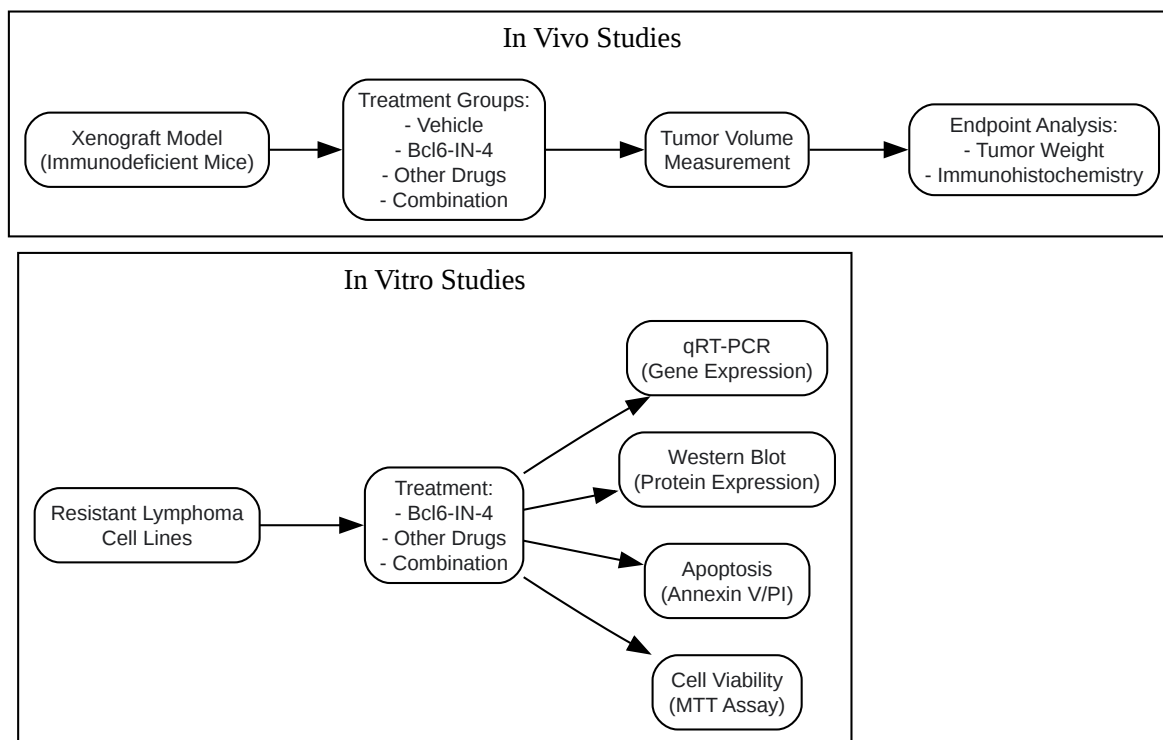 In Vivo Studies
Xenograft Model
(Immunodeficient Mice)
Treatment Groups:
- Vehicle
- Bcl6-IN-4
- Other Drugs
- Combination
Tumor Volume
Measurement
Endpoint Analysis:
- Tumor Weight
- Immunohistochemistry
In Vitro Studies
Resistant Lymphoma
Cell Lines
Treatment:
- Bcl6-IN-4
- Other Drugs
- Combination
qRT-PCR
(Gene Expression)
Western Blot
(Protein Expression)
Apoptosis
(Annexin V/PI)
Cell Viability
(MTT Assay)